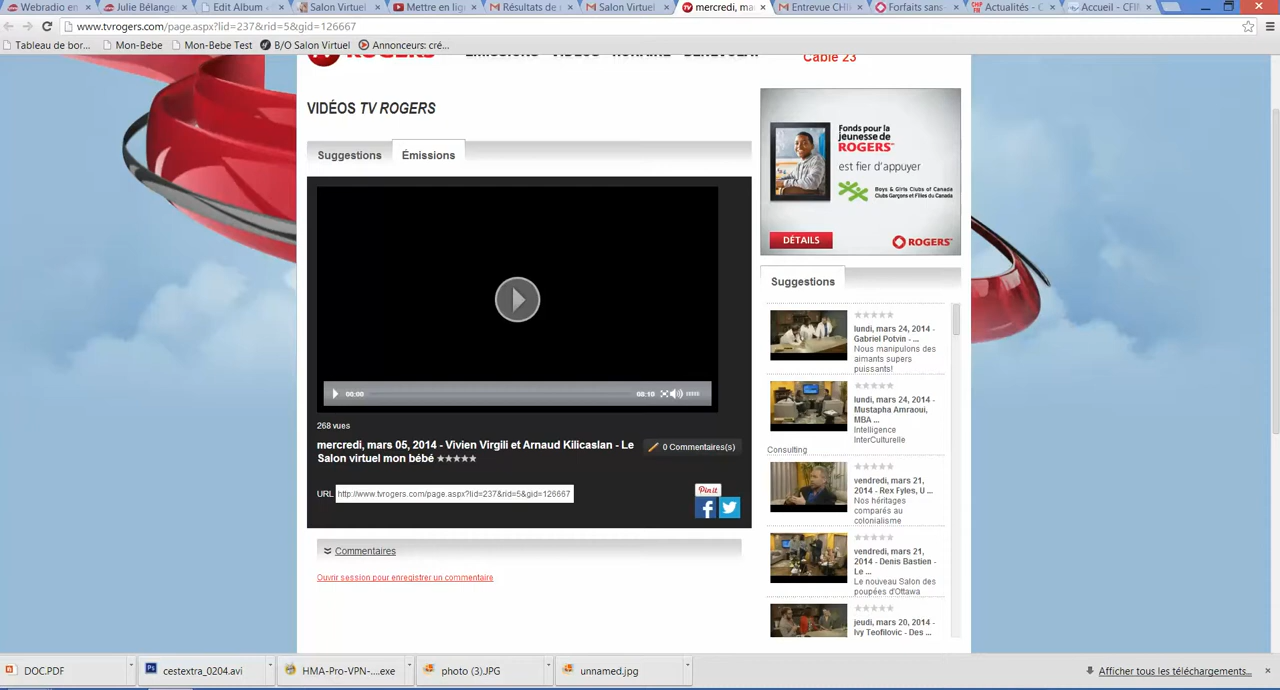 Webradio en
Julie Bélange
Edit Album
Salon Virtuel
Mettre en lig
Résultats de
Salon Virtuel
mercredi, ma
Entrevue CHI
Forfaits sans
Actualités - C
Accueil - CFIM
www.tvrogers.com/page.aspx?lid=237&rid=5&gid=126667
Tableau de bor...
Mon-Bebe
Mon-Bebe Test
B/O Salon Virtuel
Annonceurs: cré...
Cable 23
VIDÉOS TV ROGERS
Suggestions
Émissions
00:00
08:10
268 vues
mercredi, mars 05, 2014 - Vivien Virgili et Arnaud Kilicaslan - Le
Salon virtuel mon bébé
0 Commentaires(s)
URL http://www.tvrogers.com/page.aspx?lid=237&rid=5&gid=126667
Pin it
Commentaires
Ouvrir session pour enregistrer un commentaire
Fonds pour la
jeunesse de
ROGERS
est fier d'appuyer
Boys & Girls Clubs of Canada
Clubs Garçons et Filles du Canada
DÉTAILS
ROGERS
Suggestions
lundi, mars 24, 2014 -
Gabriel Potvin - ...
Nous manipulons des
aimants supers
puissants!
lundi, mars 24, 2014 -
Mustapha Amraoui,
MBA ...
Intelligence
InterCulturelle
Consulting
vendredi, mars 21,
2014 - Rex Fyles, U ...
Nos héritages
comparés au
colonialisme
vendredi, mars 21,
2014 - Denis Bastien -
Le ...
Le nouveau Salon des
poupées d'Ottawa
jeudi, mars 20, 2014 -
Ivy Teofilovic - Des ...
DOC.PDF
cestextra_0204.avi
HMA-Pro-VPN-....exe
photo (3).JPG
unnamed.jpg
Afficher tous les téléchargements...